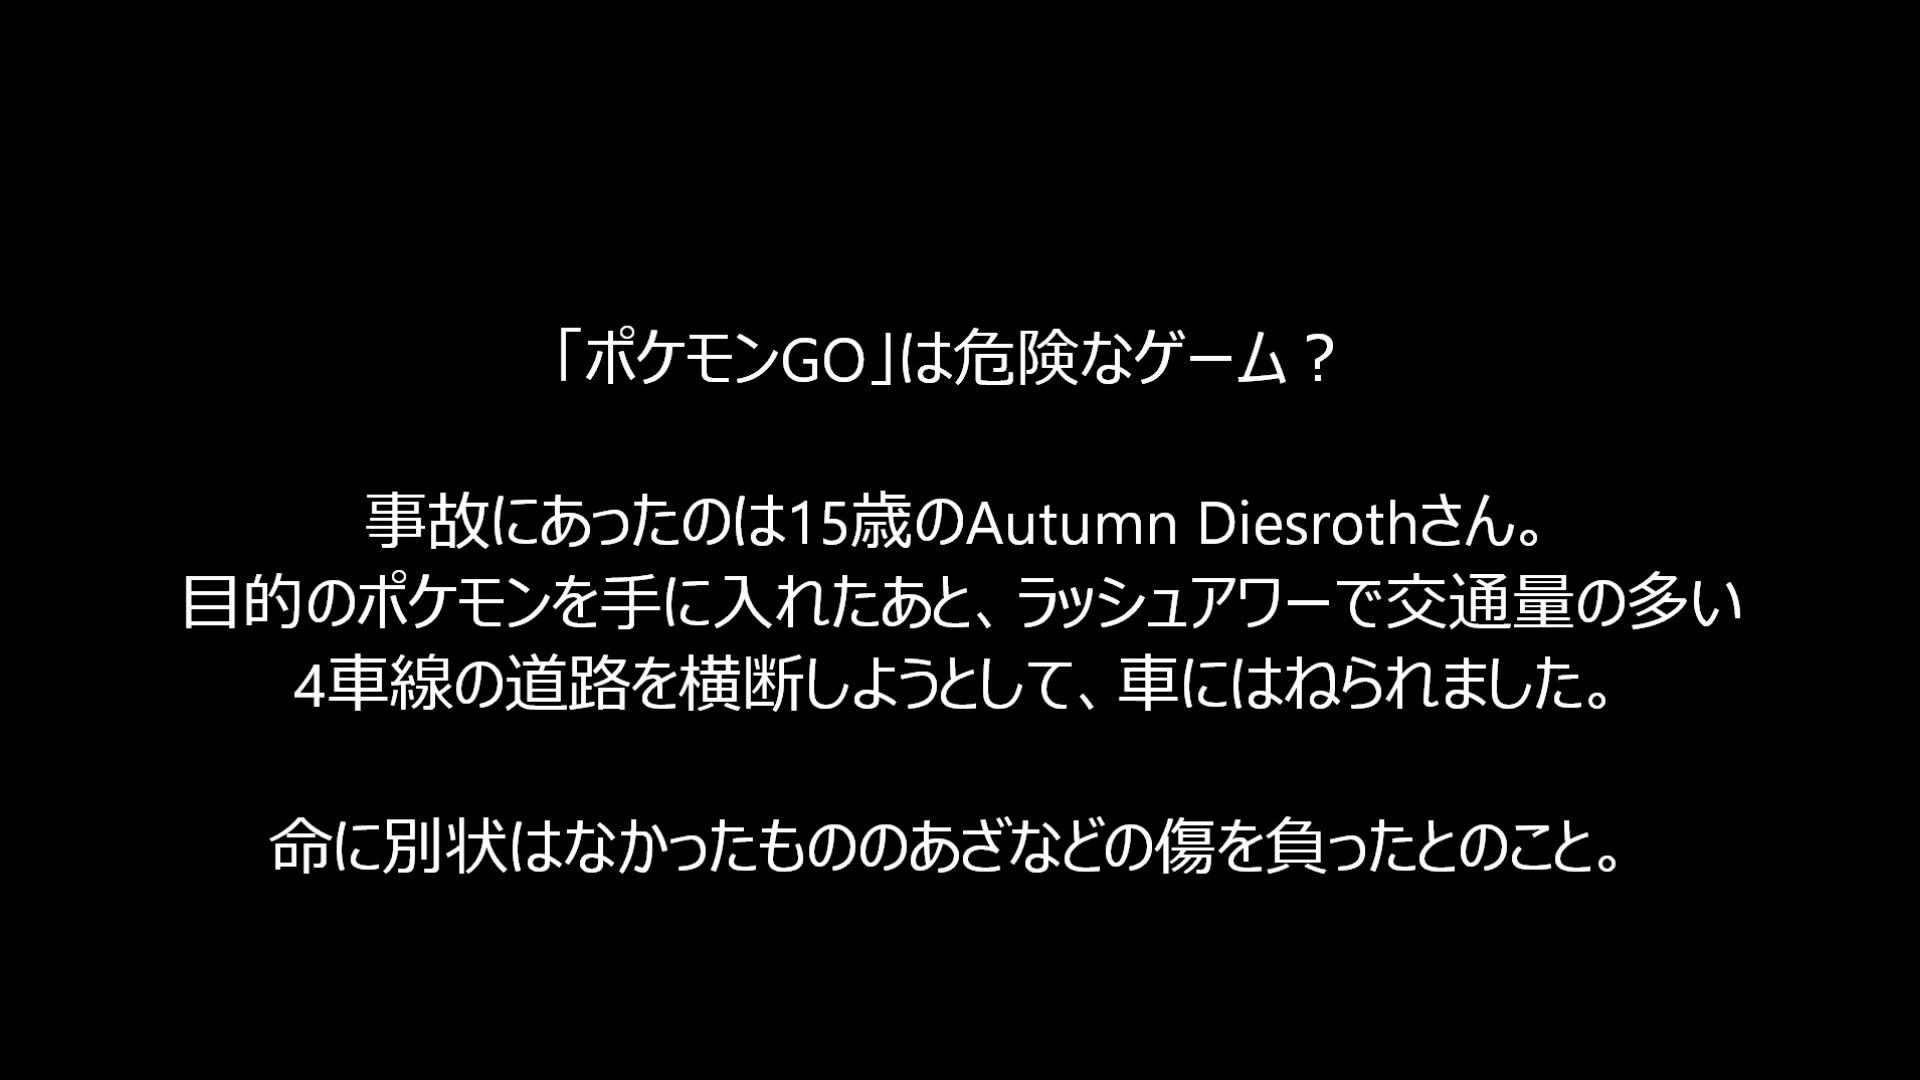 「ポケモンGO」は危険なゲーム？
事故にあったのは15歳のAutumn Diesrothさん。
目的のポケモンを手に入れたあと、ラッシュアワーで交通量の多い
4車線の道路を横断しようとして、車にはねられました。
命に別状はなかったもののあざなどの傷を負ったとのこと。